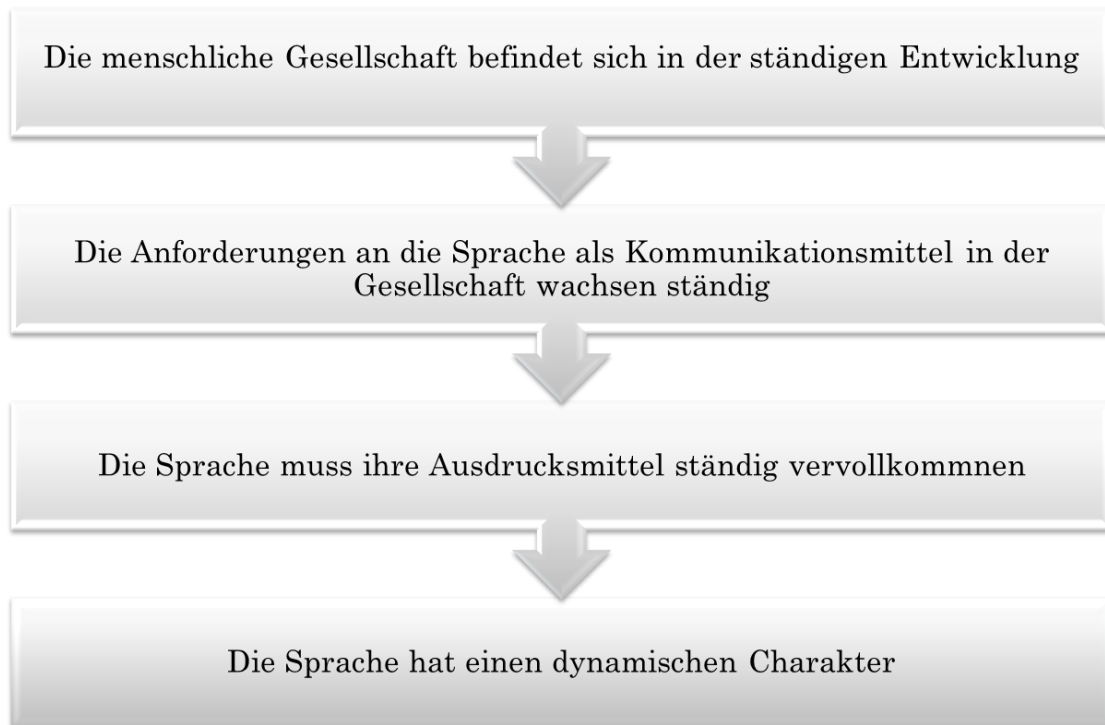 Die menschliche Gesellschaft befindet sich in der ständigen Entwicklung
Die Anforderungen an die Sprache als Kommunikationsmittel in der
Gesellschaft wachsen ständig
Die Sprache muss ihre Ausdrucksmittel ständig vervollkommnen
Die Sprache hat einen dynamischen Charakter